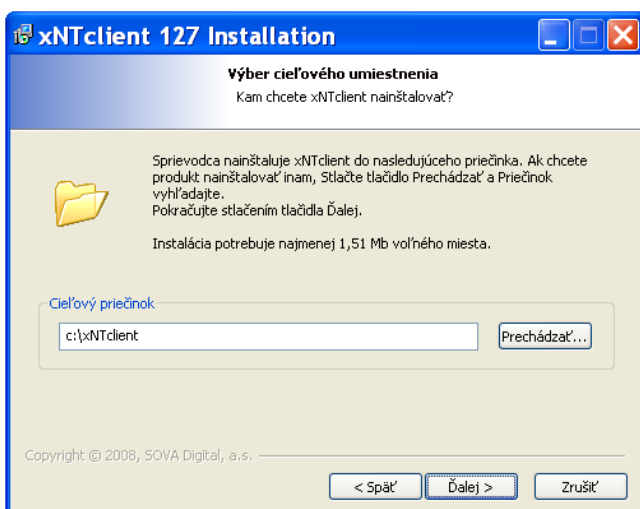 xNTclient 127 Installation
Výber cieľového umiestnenia
Kam chcete xNTclient nainštalovať?
Sprievodca nainštaluje xNTclient do nasledujúceho priečinka. Ak chcete
produkt nainštalovať inam, Stlačte tlačidlo Prechádzať a Priečinok
vyhľadajte.
Pokračujte stlačením tlačidla Ďalej.
Instalácia potrebuje najmenej 1,51 Mb voľného miesta.
Cieľový priečinok
c:\xNTclient
Prechádzať...
Copyright © 2008, SOVA Digital, a.s.
< Späť
Ďalej >
Zrušiť